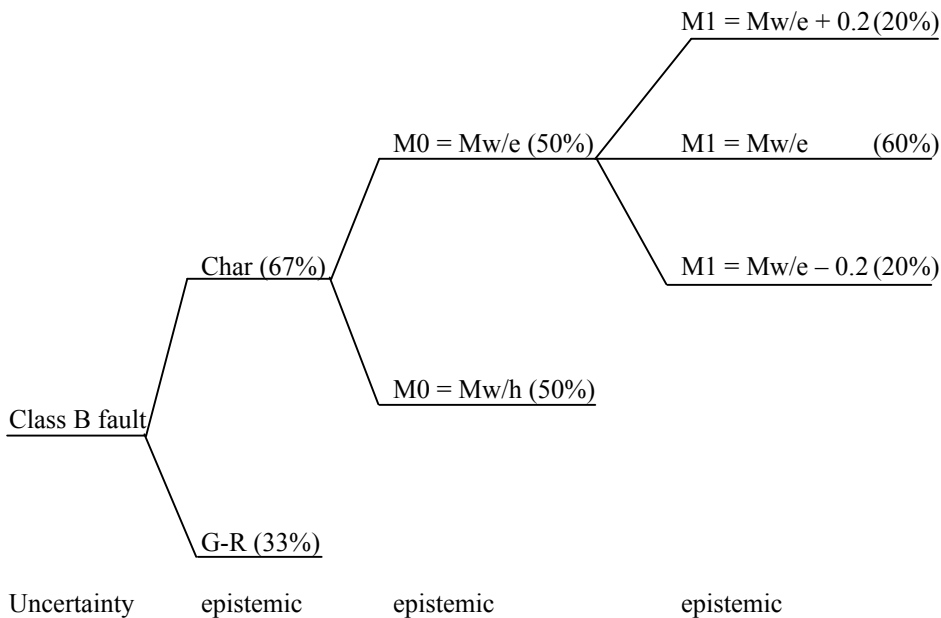 M1 = Mw/e + 0.2 (20%)
M0 = Mw/e (50%)
M1 = Mw/e (60%)
Char (67%)
M1 = Mw/e – 0.2 (20%)
M0 = Mw/h (50%)
Class B fault
G-R (33%)
Uncertainty epistemic epistemic epistemic